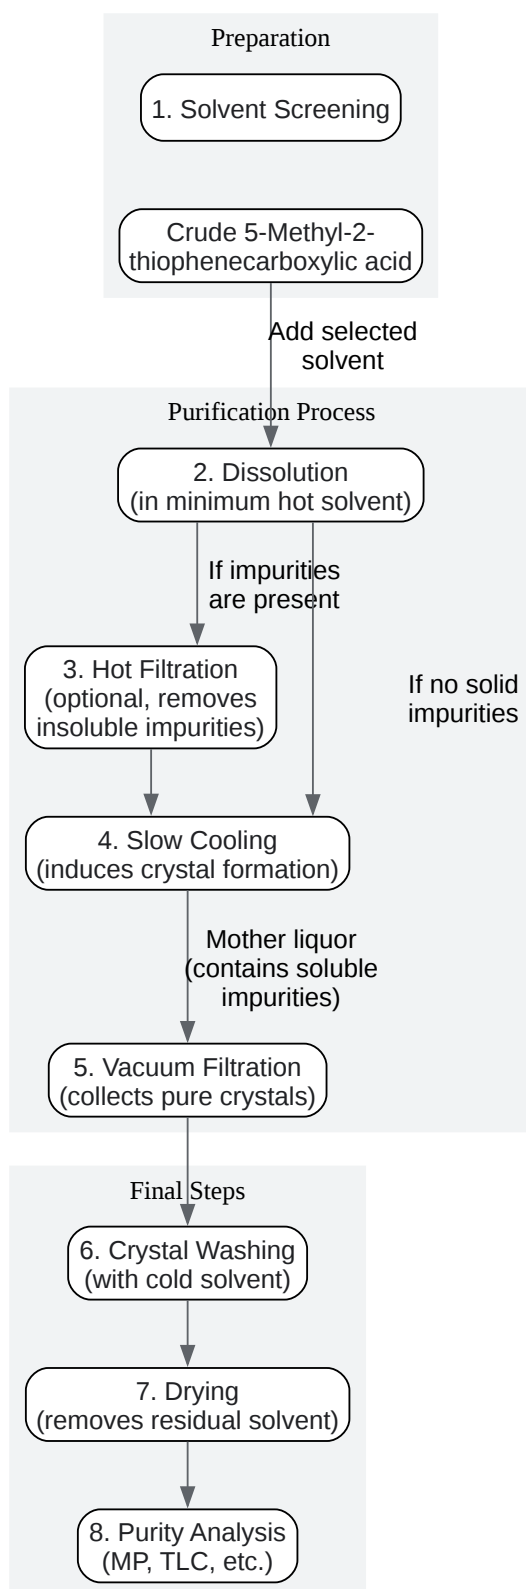 Preparation
1. Solvent Screening
Crude 5-Methyl-2-
thiophenecarboxylic acid
Add selected
solvent
Purification Process
2. Dissolution
(in minimum hot solvent)
If impurities
are present
3. Hot Filtration
(optional, removes
insoluble impurities)
If no solid
impurities
4. Slow Cooling
(induces crystal formation)
Mother liquor
(contains soluble
impurities)
5. Vacuum Filtration
(collects pure crystals)
Final Steps
6. Crystal Washing
(with cold solvent)
7. Drying
(removes residual solvent)
8. Purity Analysis
(MP, TLC, etc.)